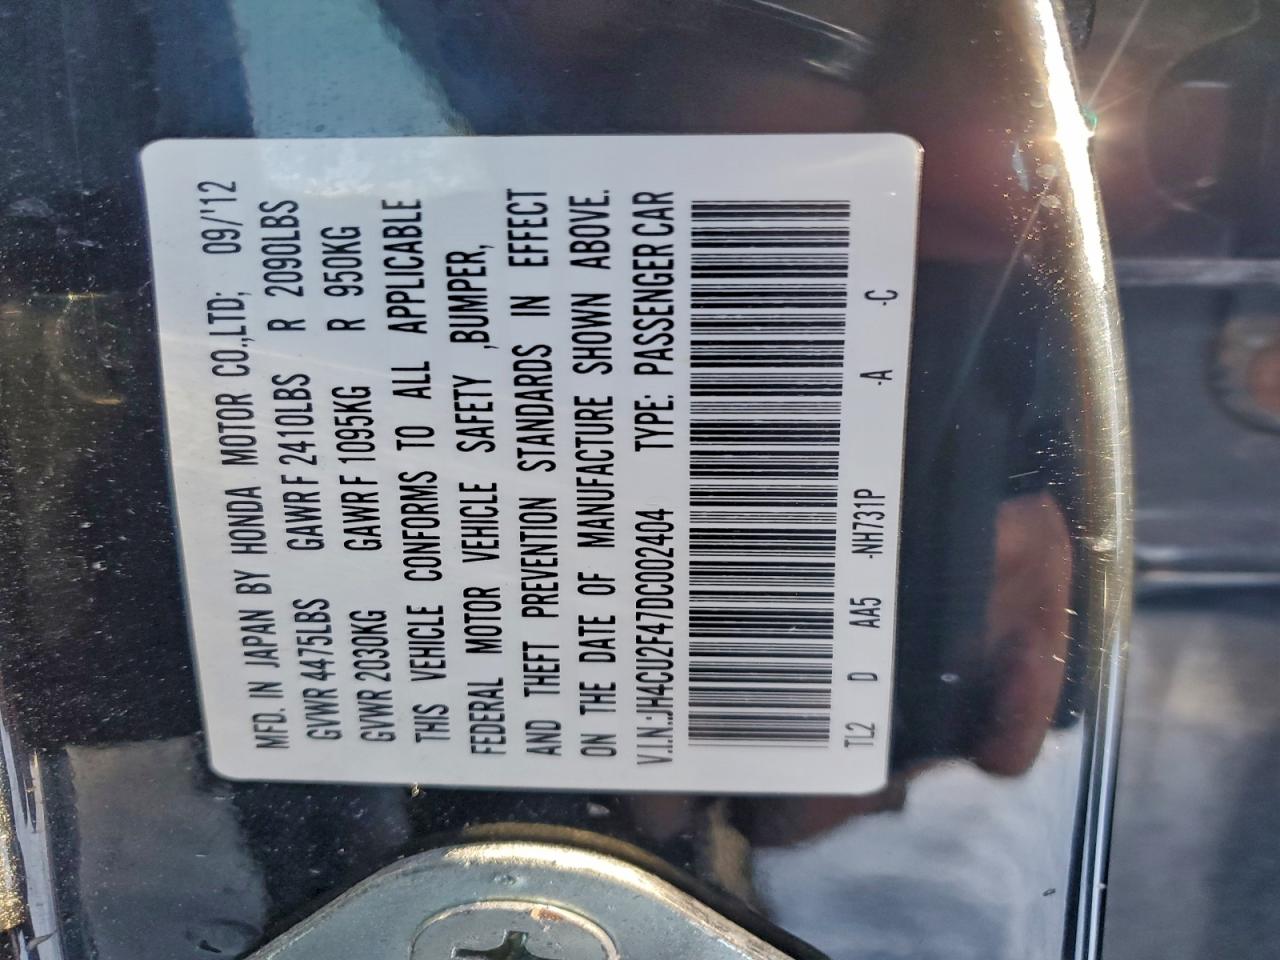 MFD. IN JAPAN BY HONDA MOTOR CO.,LTD; 09/'12
GVWR 4475LBS GAWR F 2410LBS R 2090LBS
GVWR 2030KG GAWR F 1095KG R 950KG
THIS VEHICLE CONFORMS TO ALL APPLICABLE
FEDERAL MOTOR VEHICLE SAFETY ,BUMPER,
AND THEFT PREVENTION STANDARDS IN EFFECT
ON THE DATE OF MANUFACTURE SHOWN ABOVE.
V.I.N.:JH4CU2F47DC002404 TYPE: PASSENGER CAR
TL2 D AA5 -NH731P -A -C